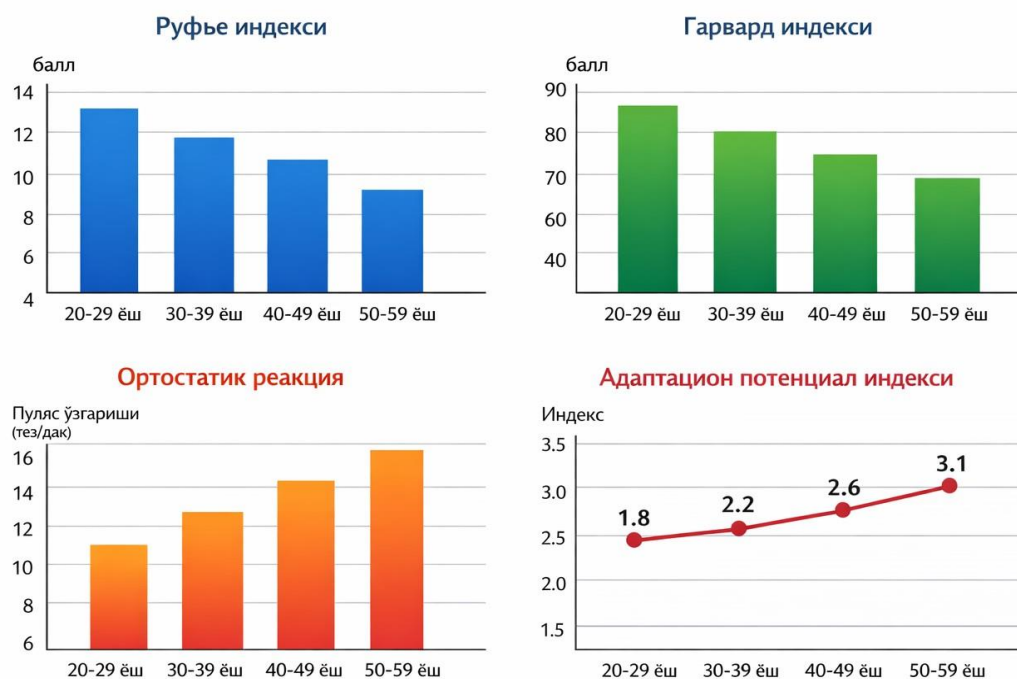 Руфье индекси
балл
14
12
10
8
6
4
20-29 ёш 30-39 ёш 40-49 ёш 50-59 ёш
Гарвард индекси
балл
90
80
70
60
40
20-29 ёш 30-39 ёш 40-49 ёш 50-59 ёш
Ортостатик реакция
Пуляс ўзгариши
(тез/дак)
16
14
12
10
8
6
20-29 ёш 30-39 ёш 40-49 ёш 50-59 ёш
Адаптацион потенциал индекси
Индекс
3.5
3.0
2.5
2.0
1.5
1.8
2.2
2.6
3.1
20-29 ёш 30-39 ёш 40-49 ёш 50-59 ёш